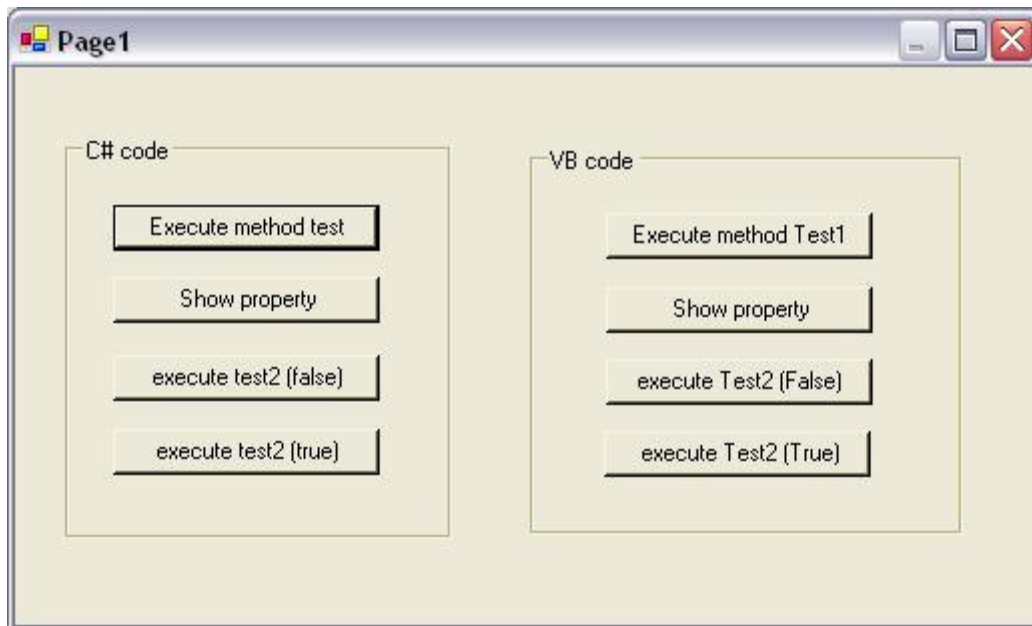 Page1
C# code
Execute method test
Show property
execute test2 (false)
execute test2 (true)
VB code
Execute method Test1
Show property
execute Test2 (False)
execute Test2 (True)